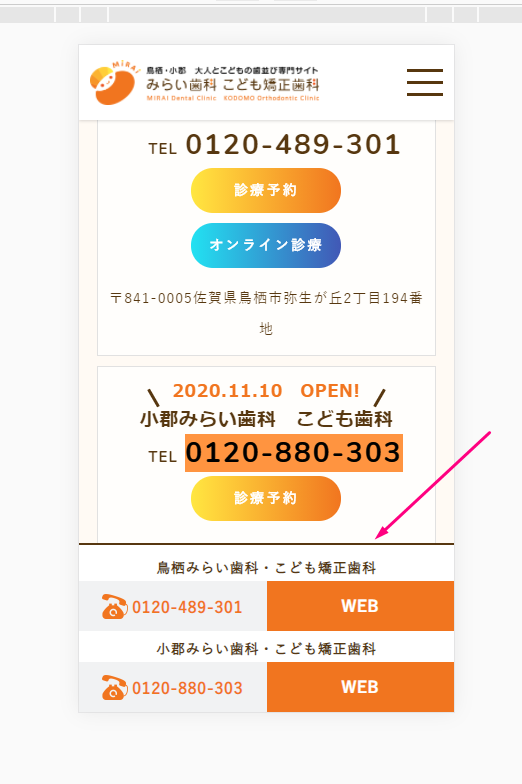 MiRAi
鳥栖・小郡　大人とこどもの歯並び専門サイト
みらい歯科 こども矯正歯科
MIRAI Dental Clinic　KODOMO Orthodontic Clinic
TEL 0120-489-301
診療予約
オンライン診療
〒841-0005佐賀県鳥栖市弥生が丘2丁目194番
地
2020.11.10　OPEN!
小郡みらい歯科　こども歯科
TEL 0120-880-303
診療予約
鳥栖みらい歯科・こども矯正歯科
0120-489-301 WEB
小郡みらい歯科・こども矯正歯科
0120-880-303 WEB